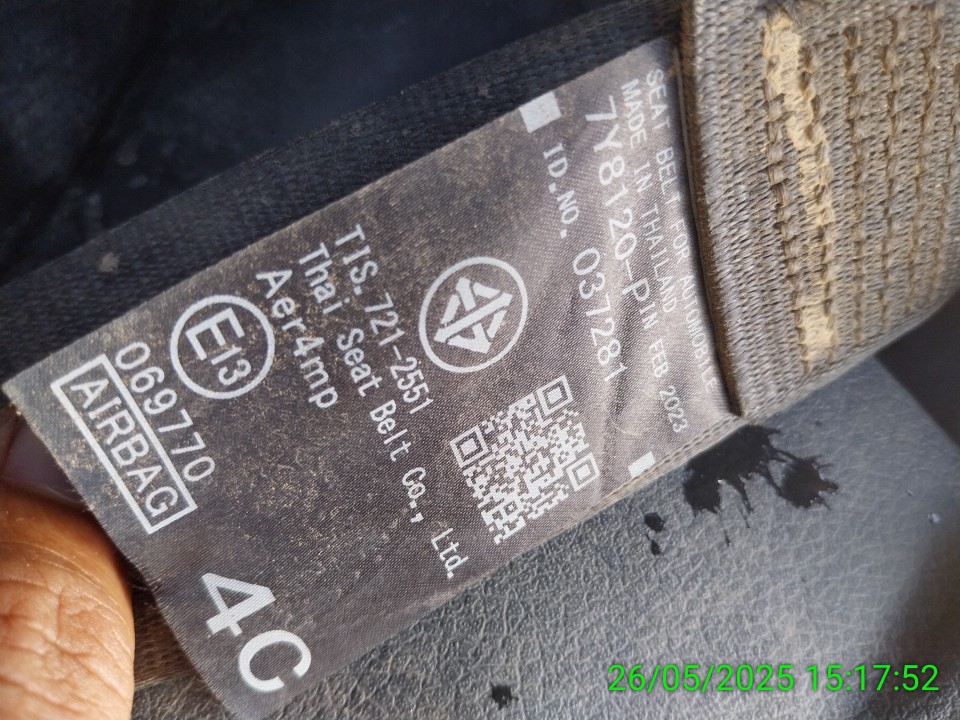 SEAT BELT FOR AUTOMOBILE
MADE IN THAILAND FEB 2023
7Y8120-PIN
ID.NO. 037281
TIS.721-2551
Thai Seat Belt Co., Ltd.
Aer4mp
E13
069770
AIRBAG
4C
26/05/2025 15:17:52